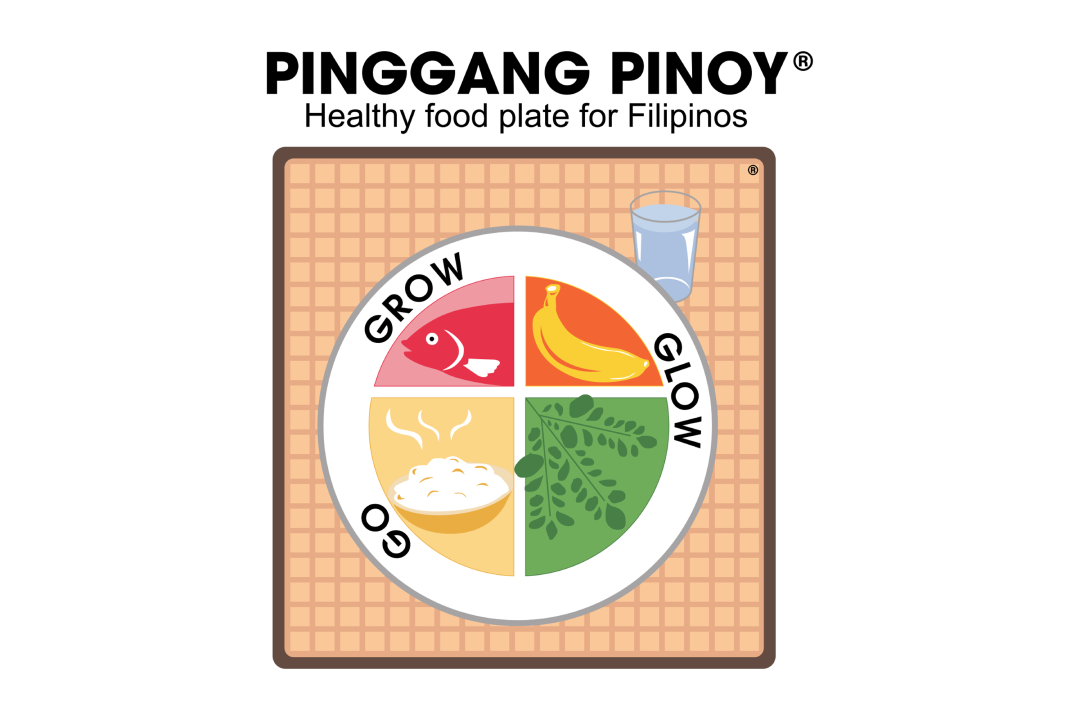 PINGGANG PINOY®
Healthy food plate for Filipinos
®
GROW
GLOW
GO